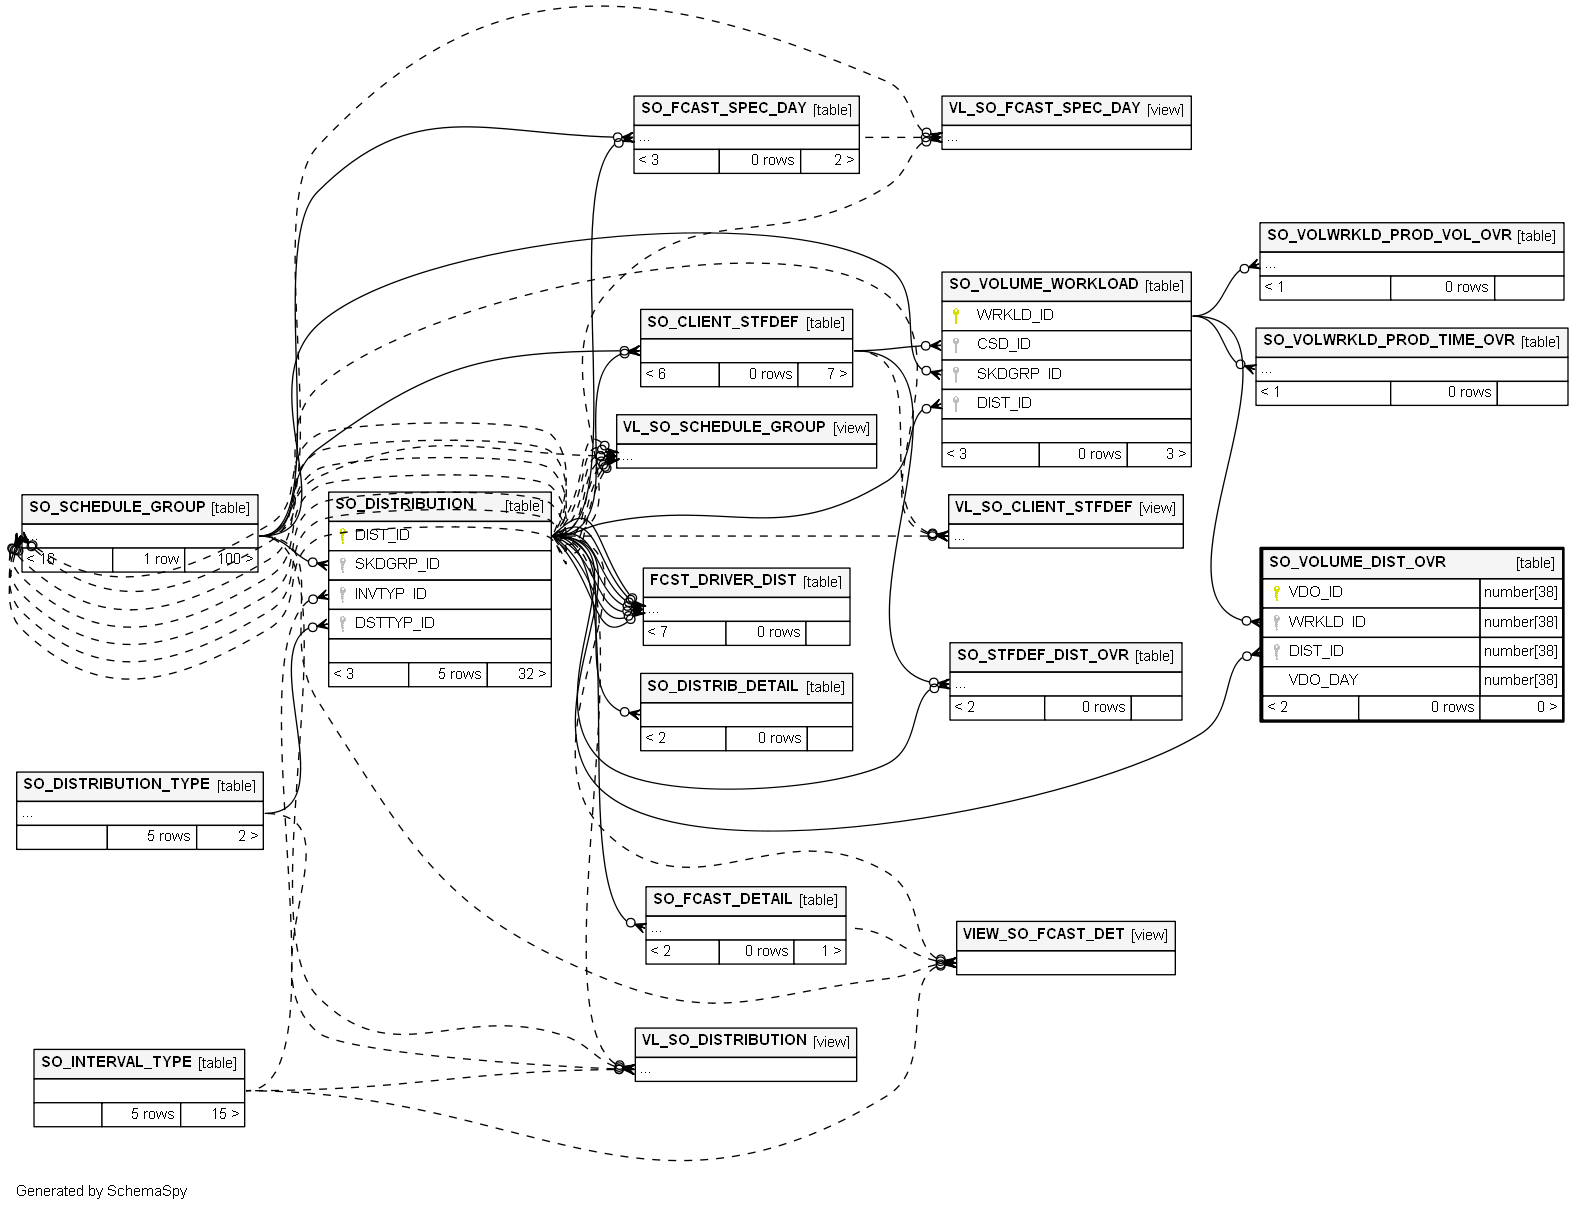 SO_FCAST_SPEC_DAY [table]
...
< 3 0 rows 2 >
VL_SO_FCAST_SPEC_DAY [view]
...
SO_VOLWRKLD_PROD_VOL_OVR [table]
...
< 1 0 rows
SO_VOLUME_WORKLOAD [table]
WRKLD_ID
CSD_ID
SKDGRP_ID
DIST_ID
< 3 0 rows 3 >
SO_CLIENT_STFDEF [table]
< 6 0 rows 7 >
SO_VOLWRKLD_PROD_TIME_OVR [table]
...
< 1 0 rows
VL_SO_SCHEDULE_GROUP [view]
...
SO_SCHEDULE_GROUP [table]
< 16 1 row 100 >
SO_DISTRIBUTION [table]
DIST_ID
SKDGRP_ID
INVTYP_ID
DSTTYP_ID
< 3 5 rows 32 >
VL_SO_CLIENT_STFDEF [view]
...
FCST_DRIVER_DIST [table]
...
< 7 0 rows
SO_VOLUME_DIST_OVR [table]
VDO_ID number[38]
WRKLD_ID number[38]
DIST_ID number[38]
VDO_DAY number[38]
< 2 0 rows 0 >
SO_STFDEF_DIST_OVR [table]
...
< 2 0 rows
SO_DISTRIB_DETAIL [table]
< 2 0 rows
SO_DISTRIBUTION_TYPE [table]
...
5 rows 2 >
SO_FCAST_DETAIL [table]
...
< 2 0 rows 1 >
VIEW_SO_FCAST_DET [view]
VL_SO_DISTRIBUTION [view]
...
SO_INTERVAL_TYPE [table]
5 rows 15 >
Generated by SchemaSpy